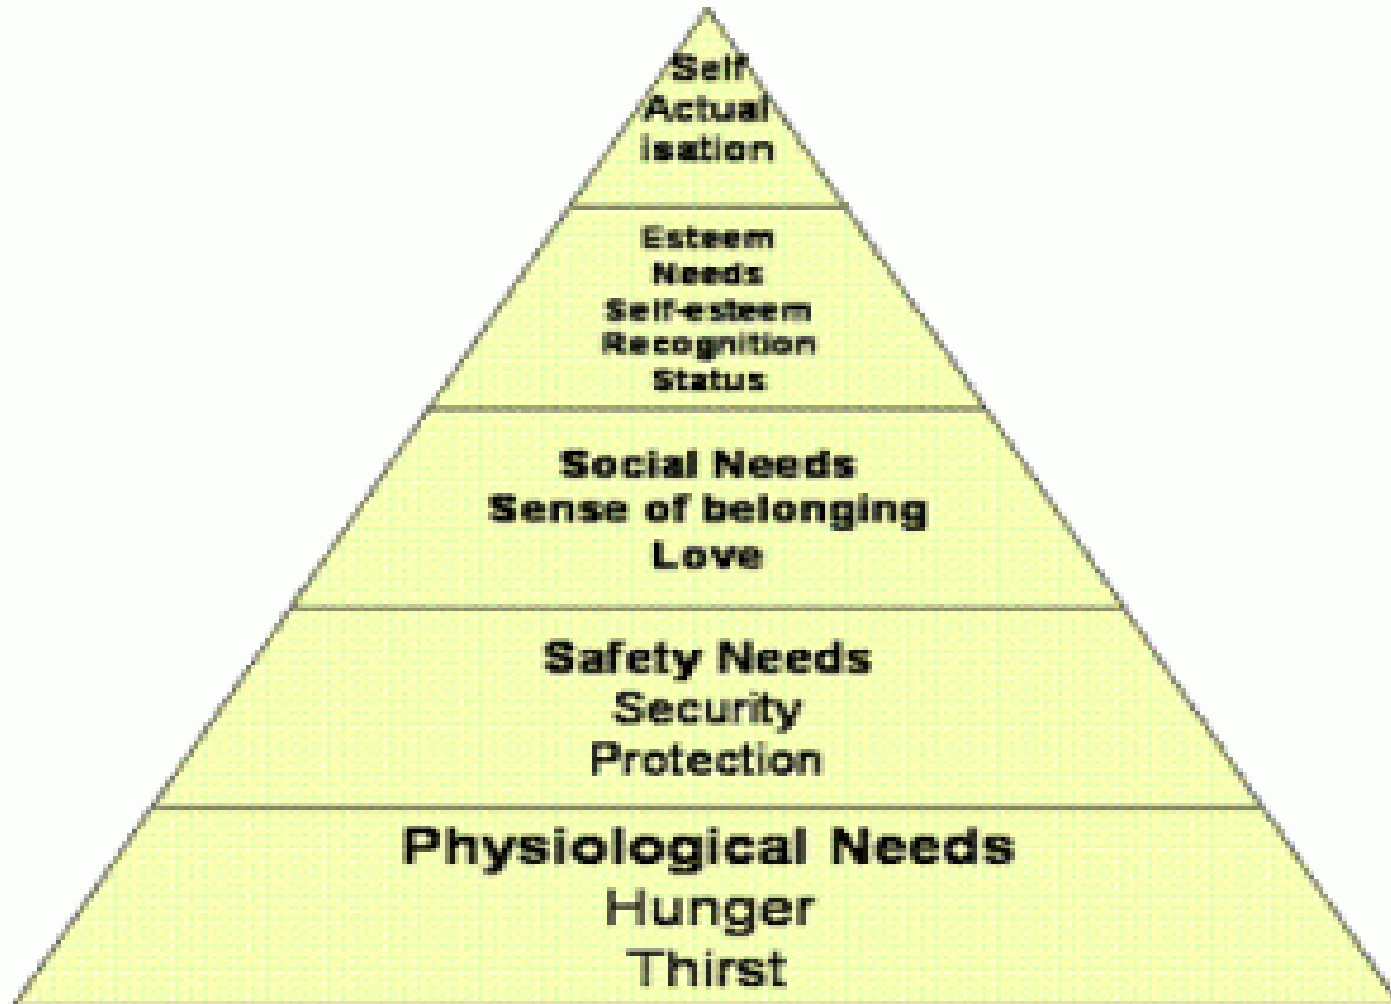 Self
Actual
isation
Esteem
Needs
Self-esteem
Recognition
Status
Social Needs
Sense of belonging
Love
Safety Needs
Security
Protection
Physiological Needs
Hunger
Thirst